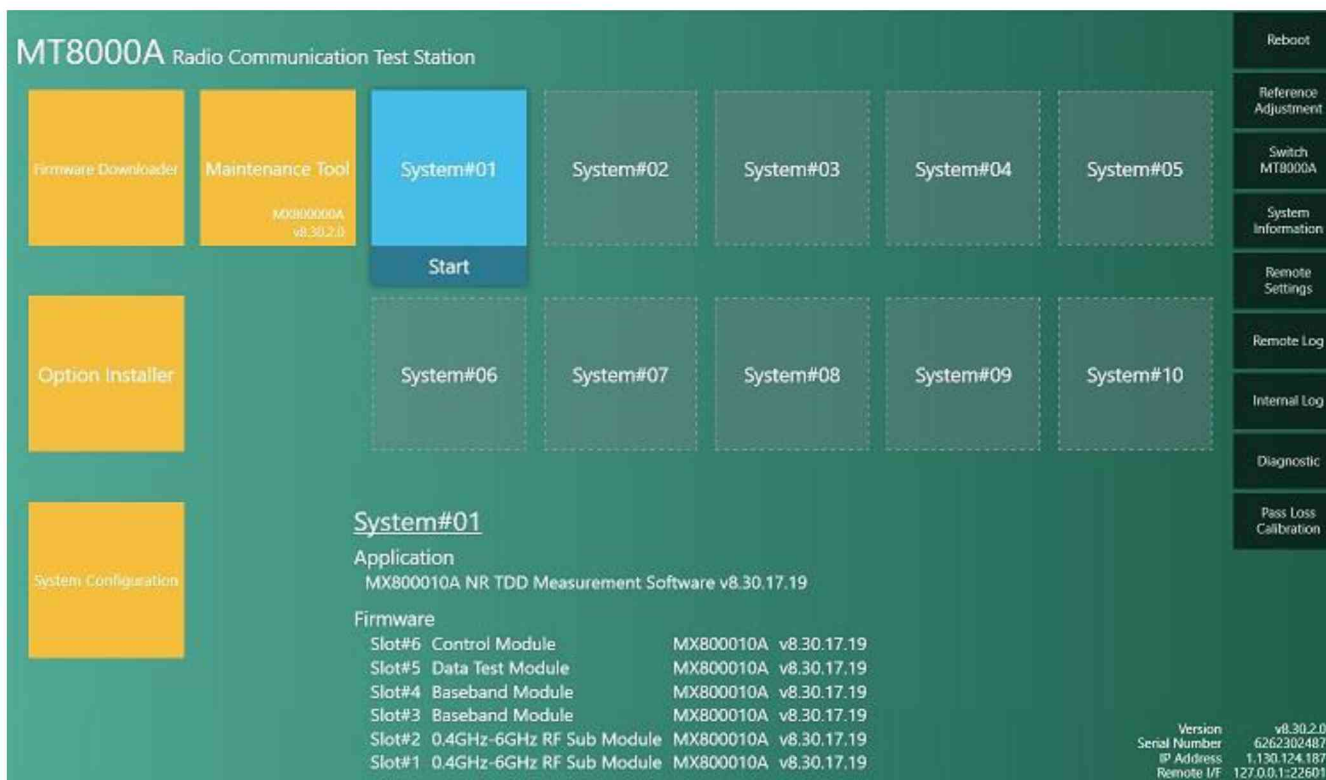 MT8000A Radio Communication Test Station
Firmware Downloader
Maintenance Tool
MX800000A
v8.30.2.0
System#01
Start
System#02
System#03
System#04
System#05
Option Installer
System#06
System#07
System#08
System#09
System#10
System Configuration
System#01
Application
MX800010A NR TDD Measurement Software v8.30.17.19
Firmware
Slot#6 Control Module MX800010A v8.30.17.19
Slot#5 Data Test Module MX800010A v8.30.17.19
Slot#4 Baseband Module MX800010A v8.30.17.19
Slot#3 Baseband Module MX800010A v8.30.17.19
Slot#2 0.4GHz-6GHz RF Sub Module MX800010A v8.30.17.19
Slot#1 0.4GHz-6GHz RF Sub Module MX800010A v8.30.17.19
Reboot
Reference
Adjustment
Switch
MT8000A
System
Information
Remote
Settings
Remote Log
Internal Log
Diagnostic
Pass Loss
Calibration
Version v8.30.2.0
Serial Number 6262302487
IP Address 1.130.124.187
Remote I/F 127.0.0.1:22601